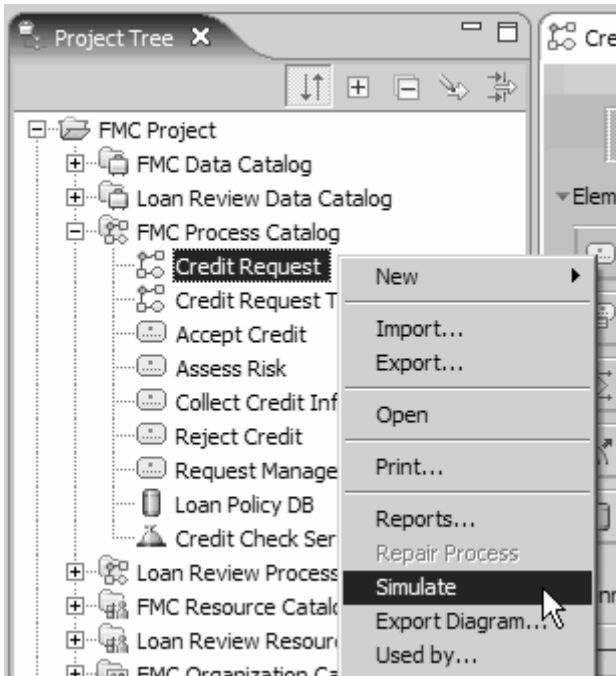 Project Tree
Cre
FMC Project
FMC Data Catalog
Loan Review Data Catalog
Elem
FMC Process Catalog
Credit Request
New
Credit Request T
Import...
Accept Credit
Export...
Assess Risk
Collect Credit Inf
Open
Reject Credit
Print...
Request Manage
Loan Policy DB
Reports...
Credit Check Ser
Repair Process
Loan Review Process
Simulate
FMC Resource Catalo
Export Diagram...
Loan Review Resour
Used by...
FMC Organization Ca